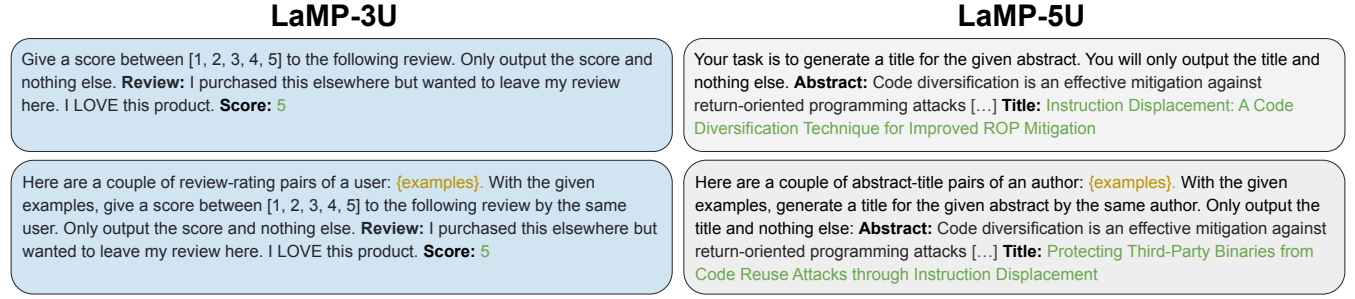 LaMP-3U
Give a score between [1, 2, 3, 4, 5] to the following review. Only output the score and
nothing else. Review: I purchased this elsewhere but wanted to leave my review
here. I LOVE this product. Score: 5
Here are a couple of review-rating pairs of a user: {examples}. With the given
examples, give a score between [1, 2, 3, 4, 5] to the following review by the same
user. Only output the score and nothing else. Review: I purchased this elsewhere but
wanted to leave my review here. I LOVE this product. Score: 5
LaMP-5U
Your task is to generate a title for the given abstract. You will only output the title and
nothing else. Abstract: Code diversification is an effective mitigation against
return-oriented programming attacks […] Title: Instruction Displacement: A Code
Diversification Technique for Improved ROP Mitigation
Here are a couple of abstract-title pairs of an author: {examples}. With the given
examples, generate a title for the given abstract by the same author. Only output the
title and nothing else: Abstract: Code diversification is an effective mitigation against
return-oriented programming attacks […] Title: Protecting Third-Party Binaries from
Code Reuse Attacks through Instruction Displacement